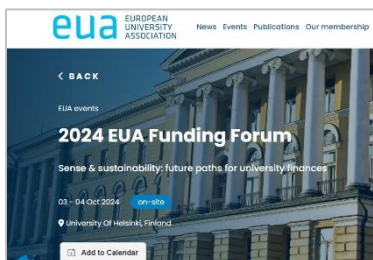 eua
EUROPEAN
UNIVERSITY
ASSOCIATION
News Events Publications Our membership
< BACK
EUA events
2024 EUA Funding Forum
Sense & sustainability: future paths for university finances
03 - 04 Oct 2024 on-site
University Of Helsinki, Finland
Add to Calendar